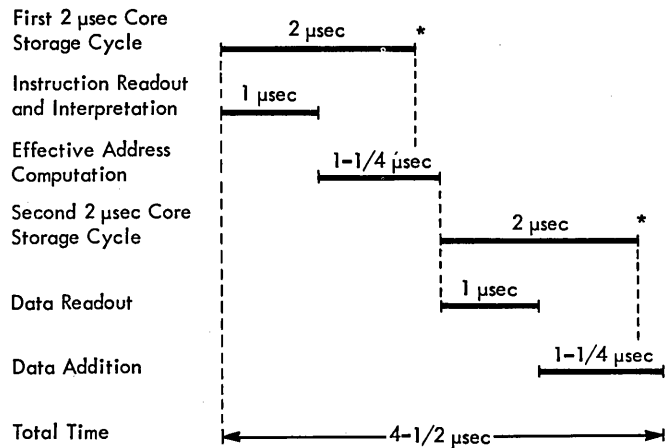 First 2 μsec Core
Storage Cycle
2 μsec
*
Instruction Readout
and Interpretation
1 μsec
Effective Address
Computation
1-1/4 μsec
Second 2 μsec Core
Storage Cycle
2 μsec
*
Data Readout
1 μsec
Data Addition
1-1/4 μsec
Total Time
4-1/2 μsec